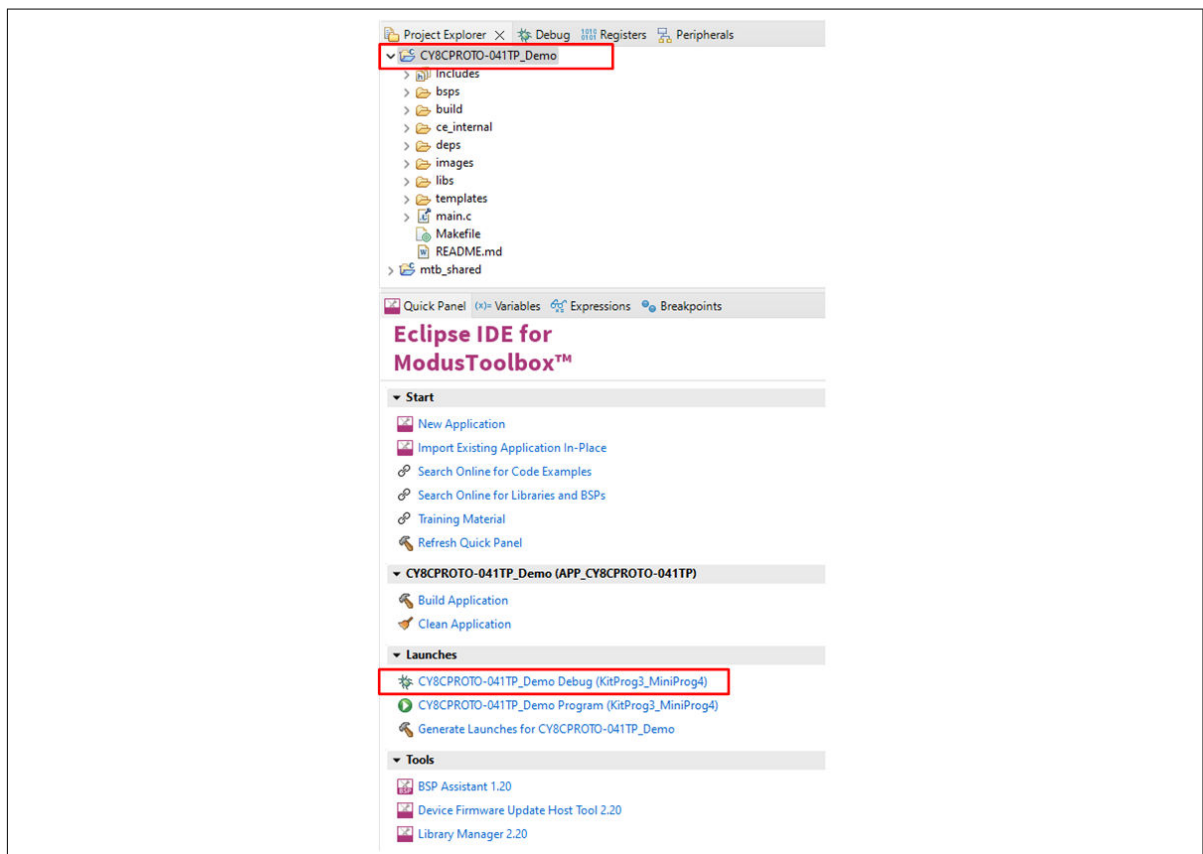 Project Explorer Debug Registers Peripherals
CY8CPROTO-041TP_Demo
Includes
bsps
build
ce_internal
deps
images
libs
templates
main.c
Makefile
README.md
mtb_shared
Quick Panel (x)= Variables Expressions Breakpoints
Eclipse IDE for
ModusToolbox™
Start
New Application
Import Existing Application In-Place
Search Online for Code Examples
Search Online for Libraries and BSPs
Training Material
Refresh Quick Panel
CY8CPROTO-041TP_Demo (APP_CY8CPROTO-041TP)
Build Application
Clean Application
Launches
CY8CPROTO-041TP_Demo Debug (KitProg3_MiniProg4)
CY8CPROTO-041TP_Demo Program (KitProg3_MiniProg4)
Generate Launches for CY8CPROTO-041TP_Demo
Tools
BSP Assistant 1.20
Device Firmware Update Host Tool 2.20
Library Manager 2.20